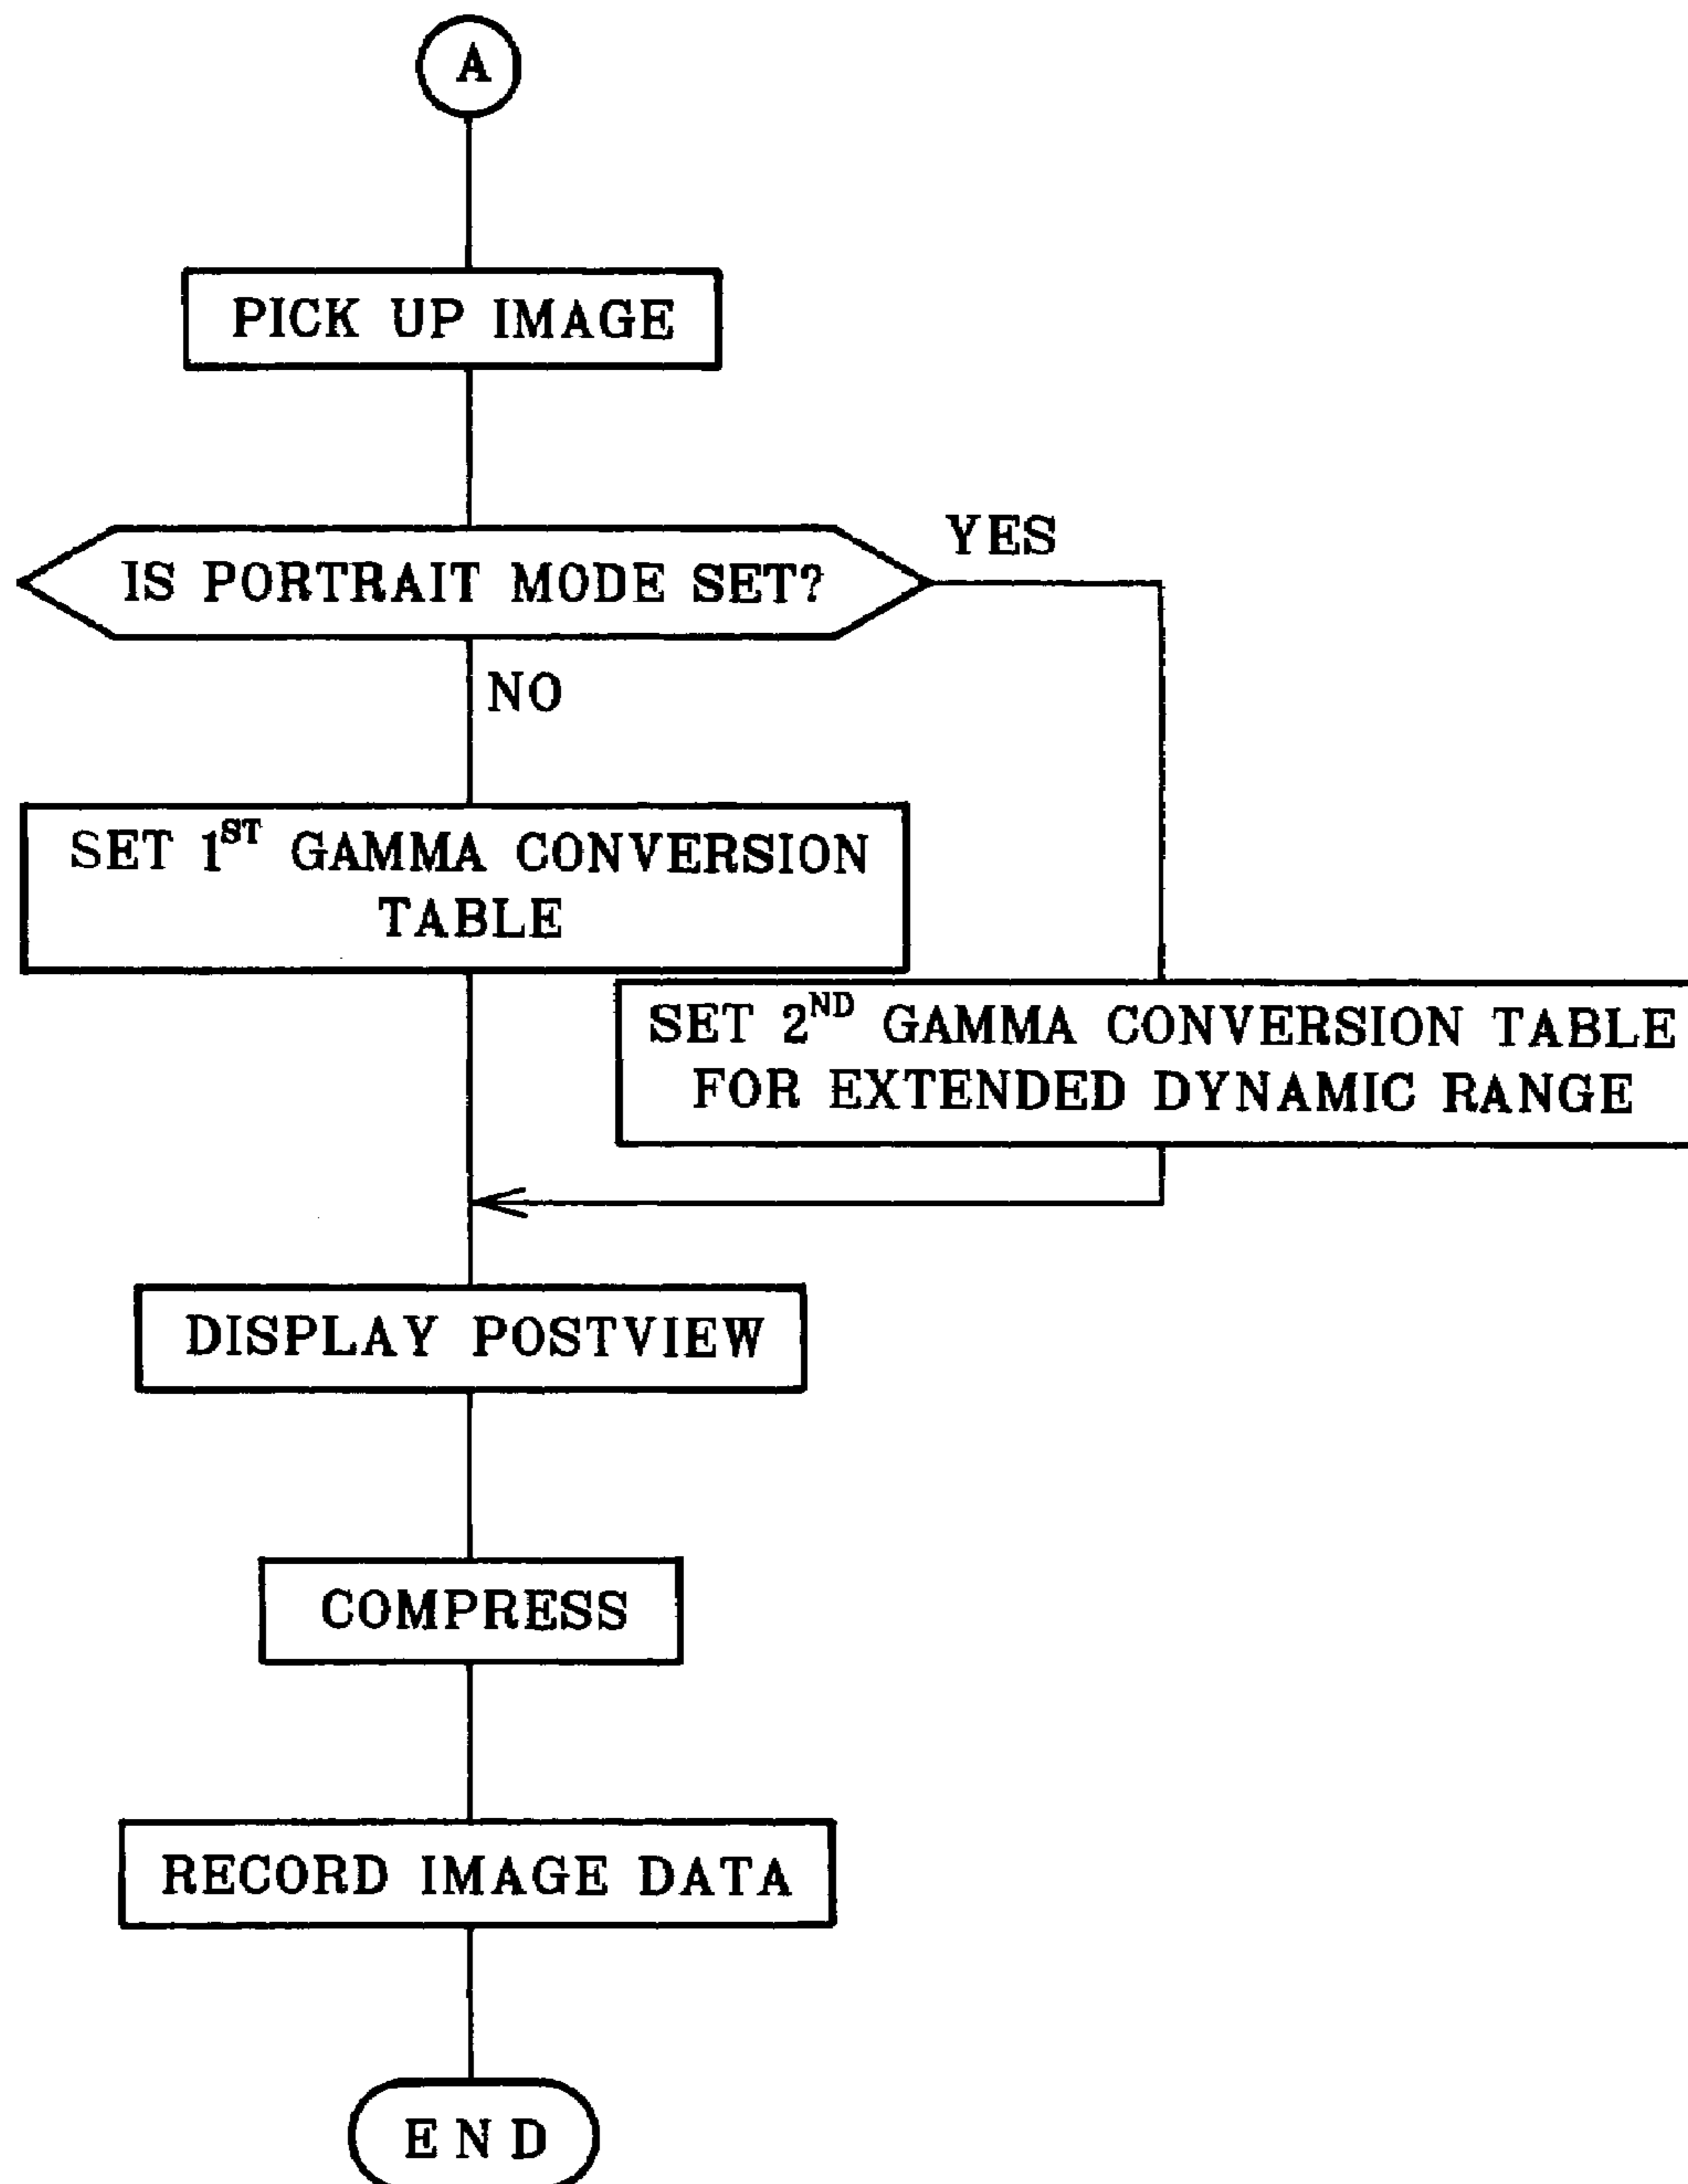 A
PICK UP IMAGE
IS PORTRAIT MODE SET?
YES
NO
SET 1ST GAMMA CONVERSION
TABLE
SET 2ND GAMMA CONVERSION TABLE
FOR EXTENDED DYNAMIC RANGE
DISPLAY POSTVIEW
COMPRESS
RECORD IMAGE DATA
END